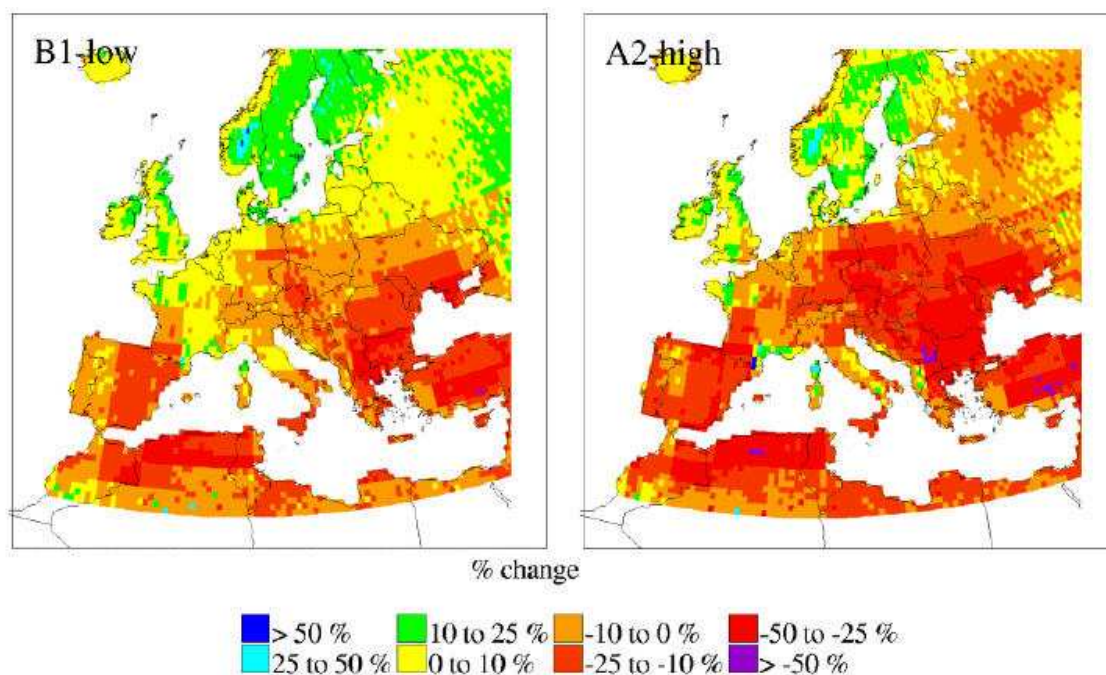 B1-low
A2-high
% change
> 50 %
10 to 25 %
-10 to 0 %
-50 to -25 %
25 to 50 %
0 to 10 %
-25 to -10 %
> -50 %